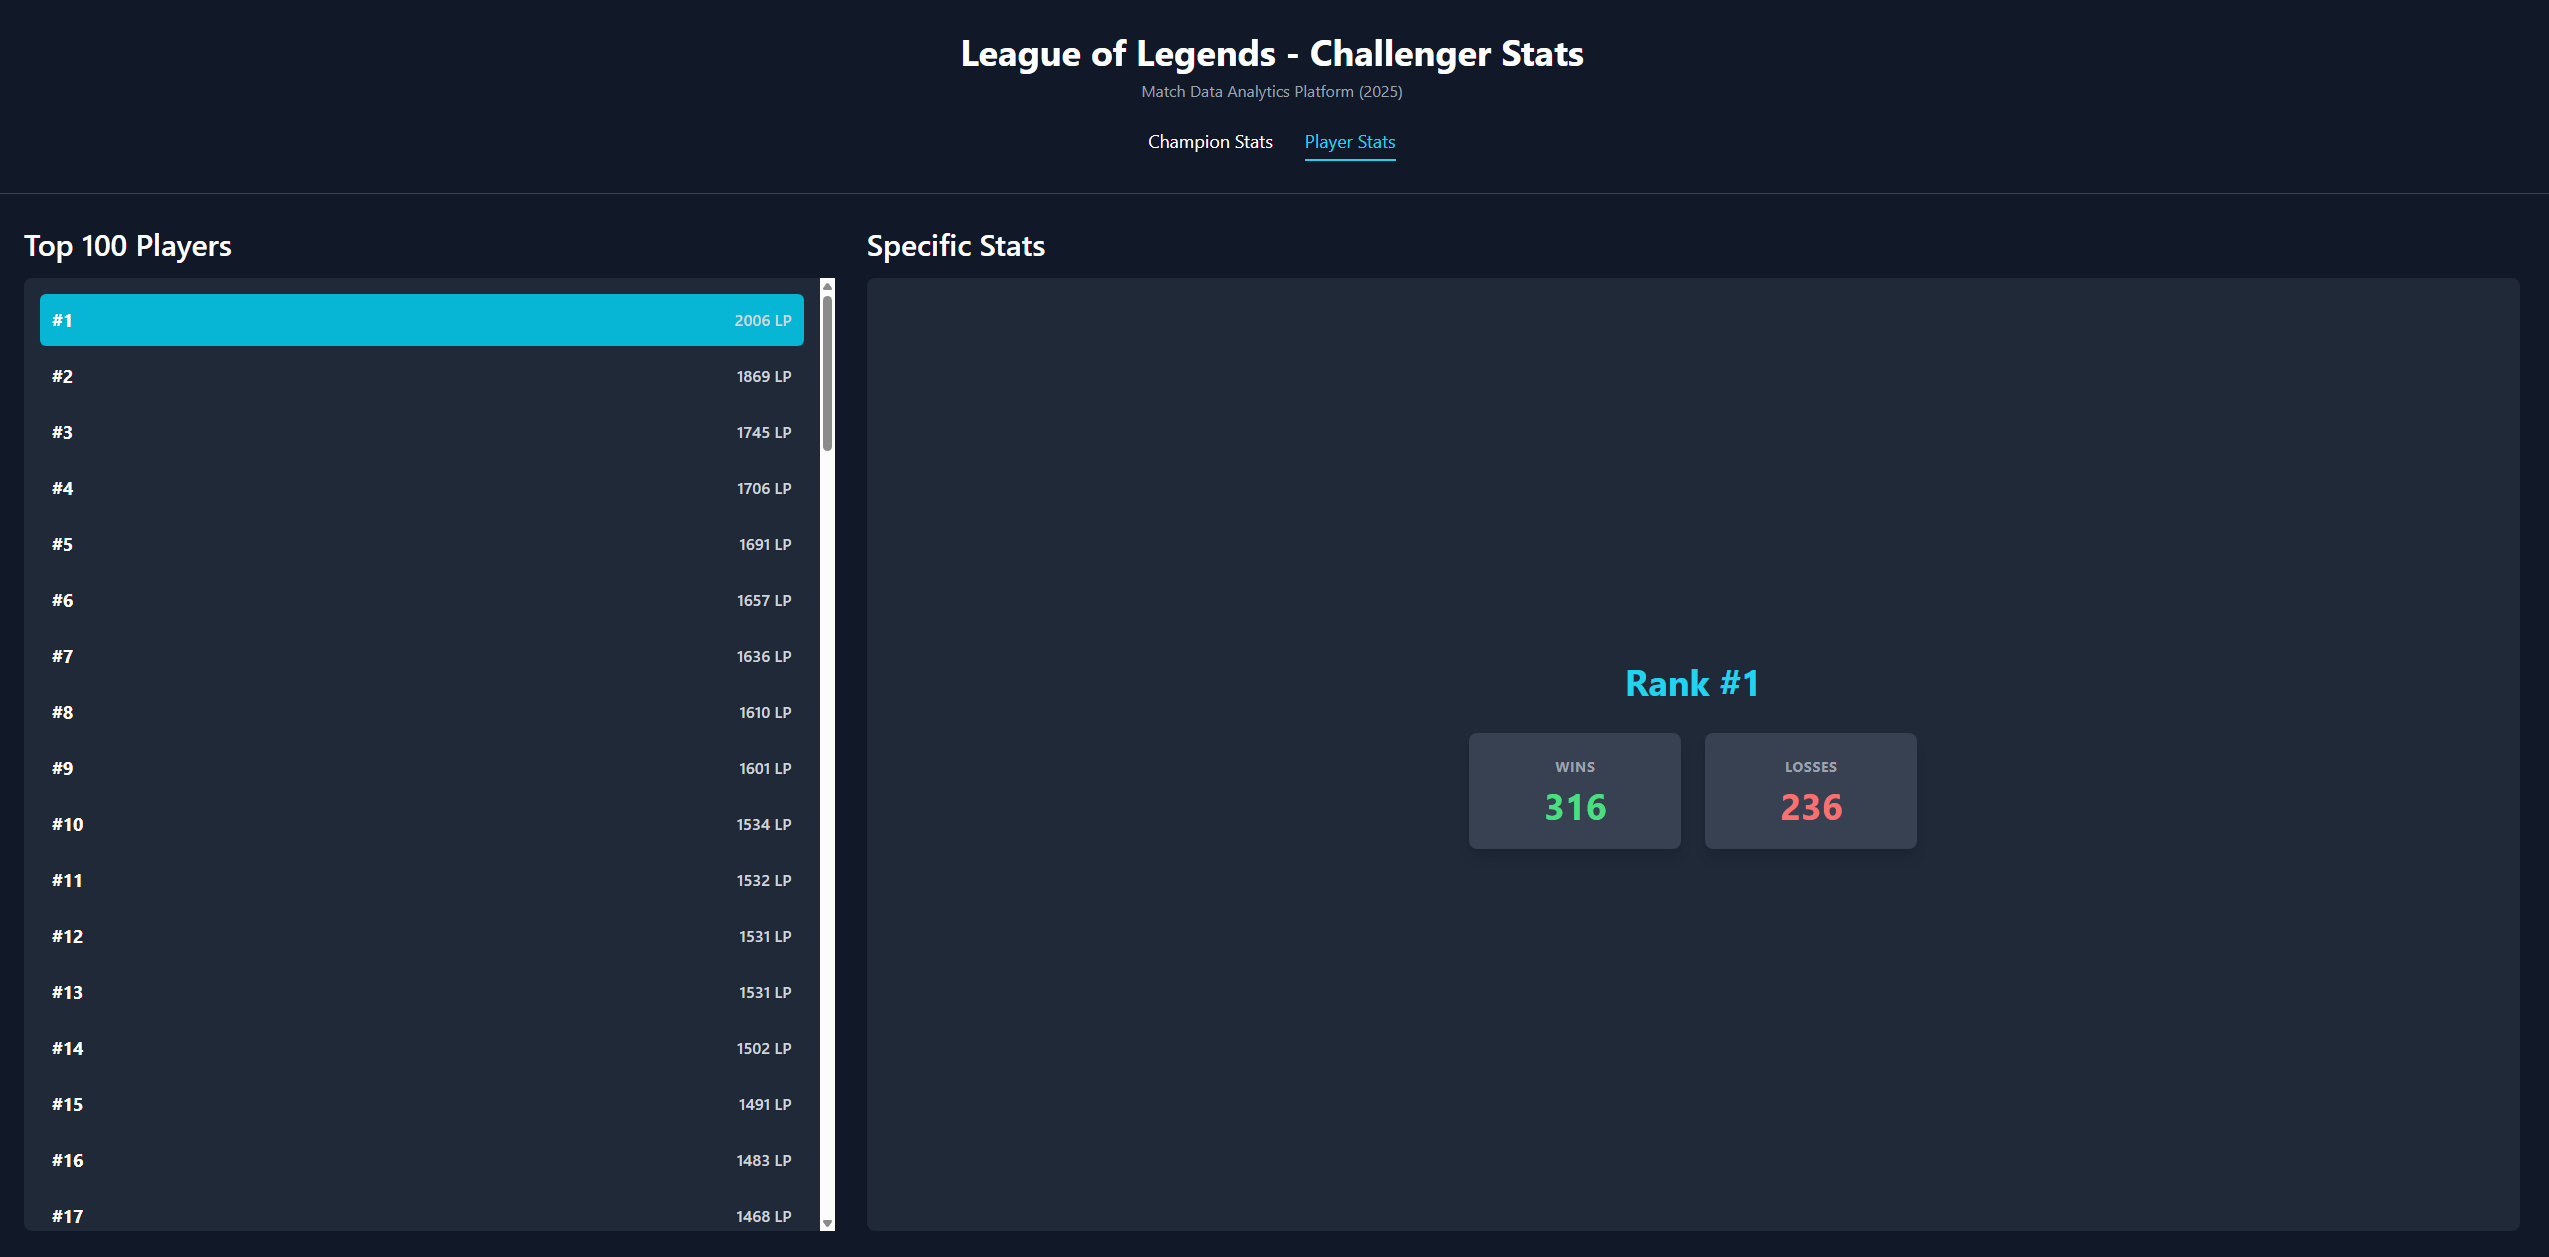 League of Legends - Challenger Stats
Match Data Analytics Platform (2025)
Champion Stats Player Stats
Top 100 Players
#1 2006 LP
#2 1869 LP
#3 1745 LP
#4 1706 LP
#5 1691 LP
#6 1657 LP
#7 1636 LP
#8 1610 LP
#9 1601 LP
#10 1534 LP
#11 1532 LP
#12 1531 LP
#13 1531 LP
#14 1502 LP
#15 1491 LP
#16 1483 LP
#17 1468 LP
Specific Stats
Rank #1
WINS LOSSES
316 236